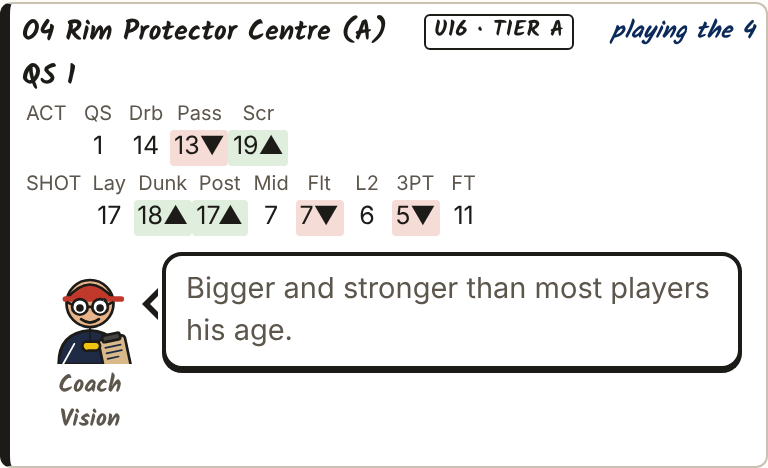 04 Rim Protector Centre (A) U16 · TIER A playing the 4
QS 1
ACT QS Drb Pass Scr
1 14 13▼ 19▲
SHOT Lay Dunk Post Mid Flt L2 3PT FT
17 18▲ 17▲ 7 7▼ 6 5▼ 11
Bigger and stronger than most players
his age.
Coach
Vision